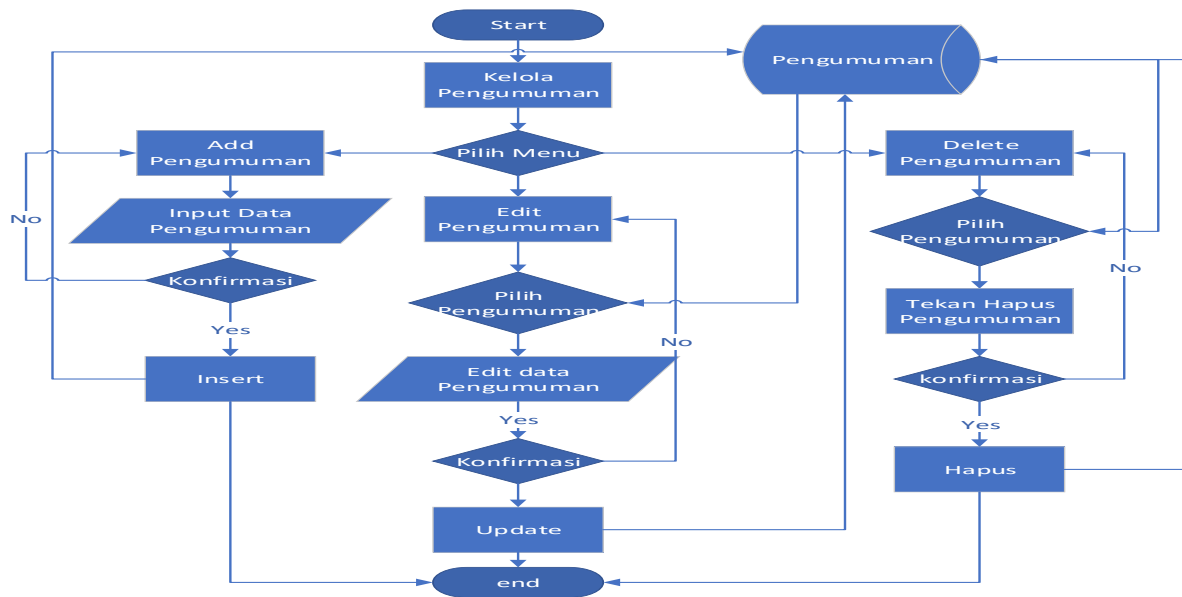 Start
Kelola
Pengumuman
Pengumuman
Add
Pengumuman
Pilih Menu
Delete
Pengumuman
No
Input Data
Pengumuman
Edit
Pengumuman
Pilih
Pengumuman
Konfirmasi
No
Pilih
Pengumuman
Tekan Hapus
Pengumuman
Yes
No
Insert
Edit data
Pengumuman
konfirmasi
Yes
Yes
Konfirmasi
Hapus
Update
end